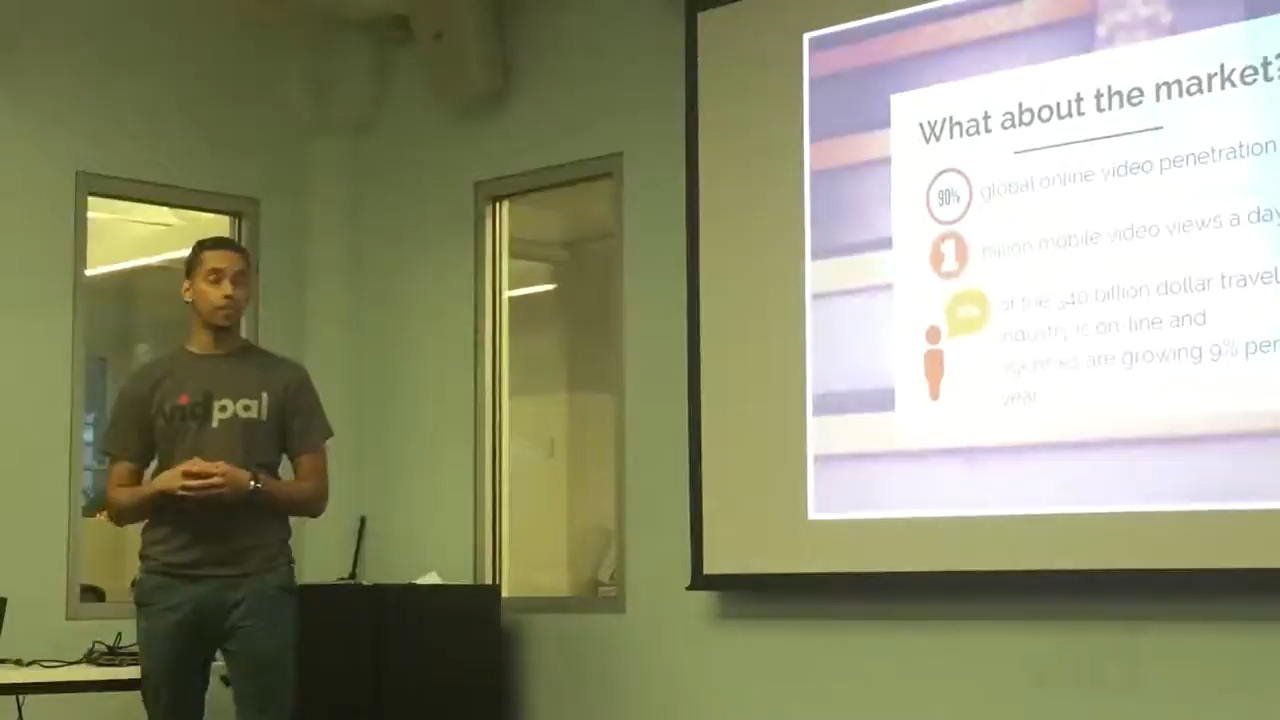 vidpal
What about the market?
90% global online video penetration
1 billion mobile video views a day
of the 340 billion dollar travel
industry is on-line and
are growing 9% per
year